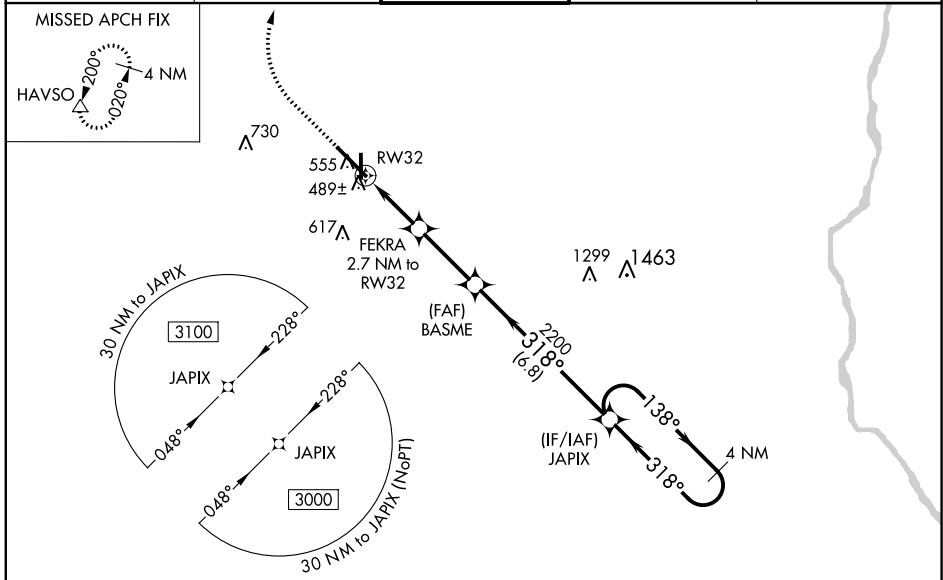 MISSED APCH FIX
HAVSO
200°
020°
4 NM
730
555
489±
RW32
617
FEKRA
2.7 NM to
RW32
1299
1463
(FAF)
BASME
2200
318°
(6.8)
30 NM to JAPIX
3100
228°
JAPIX
048°
228°
JAPIX
048°
3000
30 NM to JAPIX (NoPT)
(IF/IAF)
JAPIX
138°
318°
4 NM